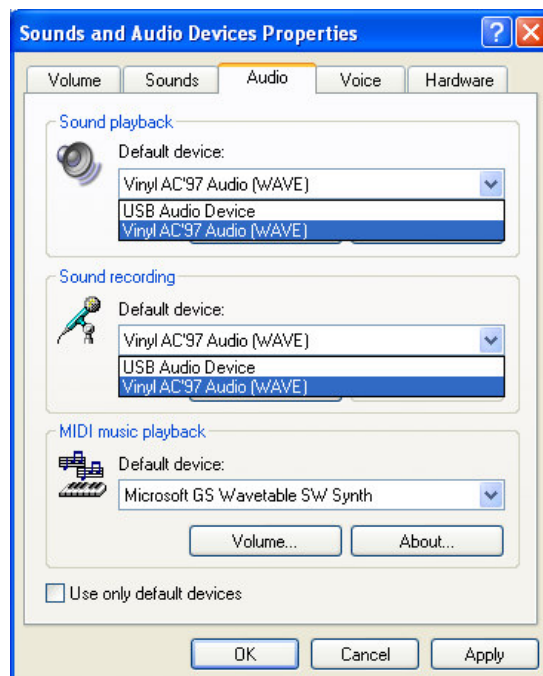 Sounds and Audio Devices Properties
Volume Sounds Audio Voice Hardware
Sound playback
Default device:
Vinyl AC'97 Audio (WAVE)
USB Audio Device
Vinyl AC'97 Audio (WAVE)
Sound recording
Default device:
Vinyl AC'97 Audio (WAVE)
USB Audio Device
Vinyl AC'97 Audio (WAVE)
MIDI music playback
Default device:
Microsoft GS Wavetable SW Synth
Volume... About...
Use only default devices
OK Cancel Apply